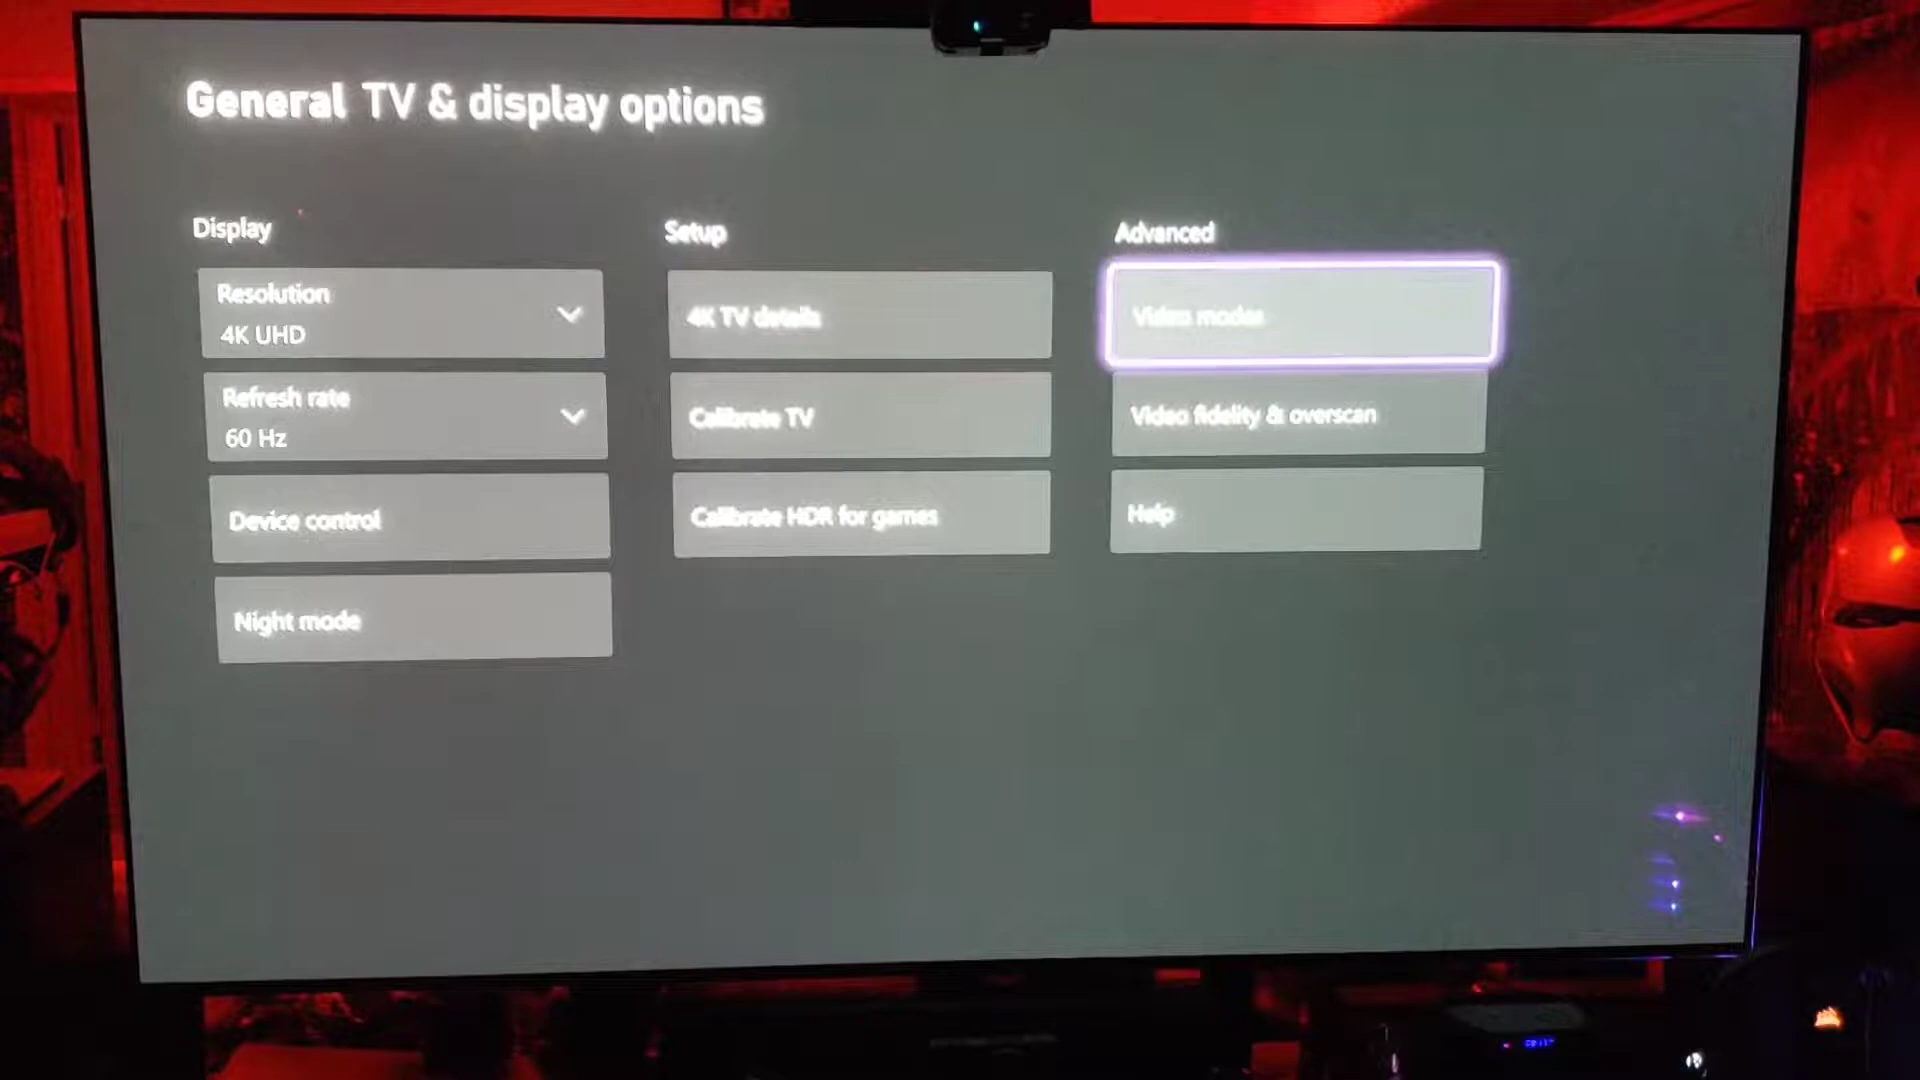 General TV & display options
Display
Resolution
4K UHD
Refresh rate
60 Hz
Device control
Night mode
Setup
4K TV details
Calibrate TV
Calibrate HDR for games
Advanced
Video modes
Video fidelity & overscan
Help